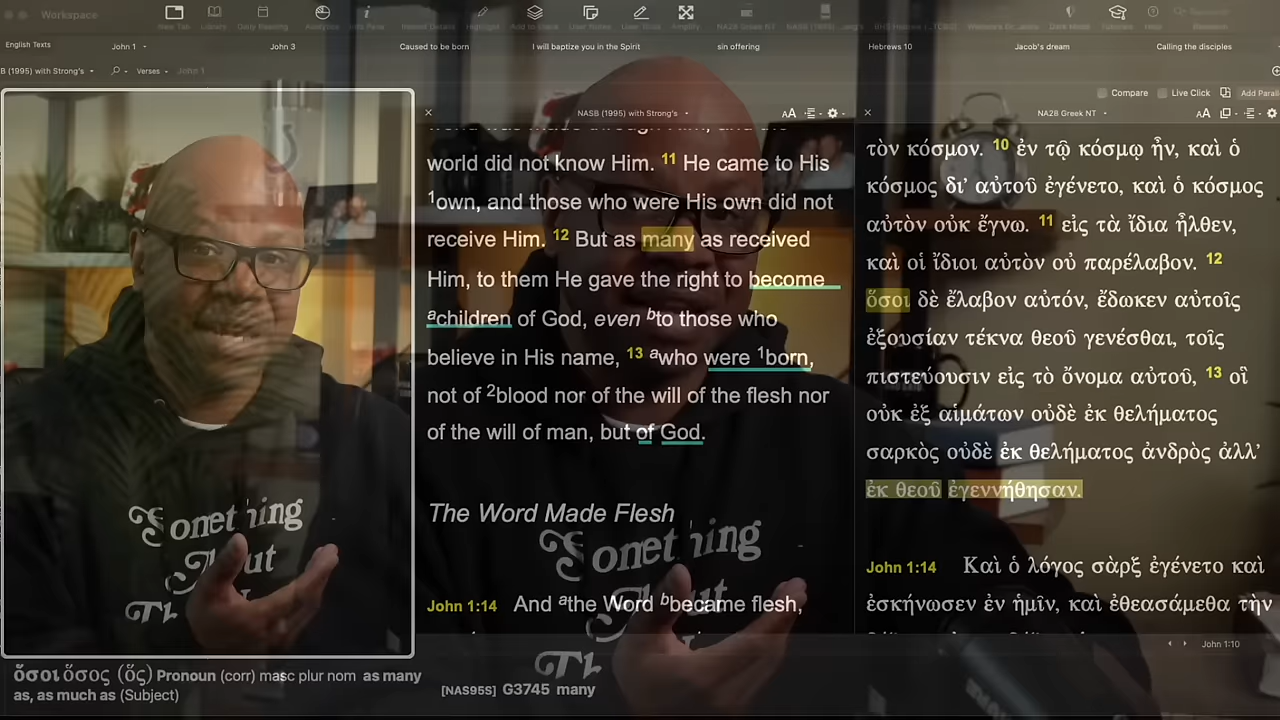 Workspace
English Texts
John 1
John 3
Caused to be born
I will baptize you in the Spirit
sin offering
Hebrews 10
Jacob's dream
Calling the disciples
B (1995) with Strong's
Verses
John 1
Compare
Live Click
Add Paral
NASB (1995) with Strong's
AA
world did not know Him. 11 He came to His
1own, and those who were His own did not
receive Him. 12 But as many as received
Him, to them He gave the right to become
achildren of God, even bto those who
believe in His name, 13 awho were 1born,
not of 2blood nor of the will of the flesh nor
of the will of man, but of God.
The Word Made Flesh
John 1:14 And athe Word bbecame flesh,
[NAS95S] G3745 many
NA28 Greek NT
AA
τὸν κόσμον. 10 ἐν τῷ κόσμῳ ἦν, καὶ ὁ
κόσμος δι’ αὐτοῦ ἐγένετο, καὶ ὁ κόσμος
αὐτὸν οὐκ ἔγνω. 11 εἰς τὰ ἴδια ἦλθεν,
καὶ οἱ ἴδιοι αὐτὸν οὐ παρέλαβον. 12
ὅσοι δὲ ἔλαβον αὐτόν, ἔδωκεν αὐτοῖς
ἐξουσίαν τέκνα θεοῦ γενέσθαι, τοῖς
πιστεύουσιν εἰς τὸ ὄνομα αὐτοῦ, 13 οἳ
οὐκ ἐξ αἱμάτων οὐδὲ ἐκ θελήματος
σαρκὸς οὐδὲ ἐκ θελήματος ἀνδρὸς ἀλλ’
ἐκ θεοῦ ἐγεννήθησαν.
John 1:14 Καὶ ὁ λόγος σὰρξ ἐγένετο καὶ
ἐσκήνωσεν ἐν ἡμῖν, καὶ ἐθεασάμεθα τὴν
John 1:10
ὅσοι ὅσος (ὅς) Pronoun (corr) masc plur nom as many
as, as much as (Subject)